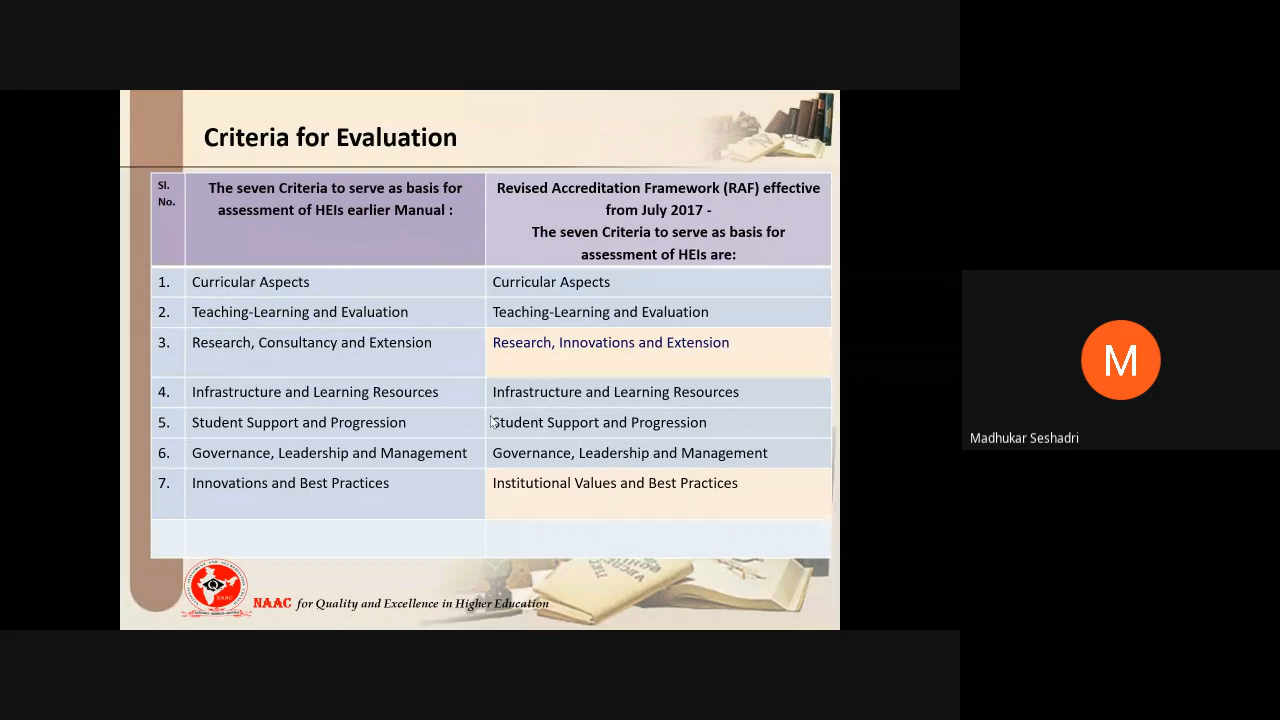 Criteria for Evaluation
Sl.
No.
The seven Criteria to serve as basis for
assessment of HEIs earlier Manual :
Revised Accreditation Framework (RAF) effective
from July 2017 -
The seven Criteria to serve as basis for
assessment of HEIs are:
1. Curricular Aspects Curricular Aspects
2. Teaching-Learning and Evaluation Teaching-Learning and Evaluation
3. Research, Consultancy and Extension Research, Innovations and Extension
4. Infrastructure and Learning Resources Infrastructure and Learning Resources
5. Student Support and Progression Student Support and Progression
6. Governance, Leadership and Management Governance, Leadership and Management
7. Innovations and Best Practices Institutional Values and Best Practices
NAAC for Quality and Excellence in Higher Education
M
Madhukar Seshadri